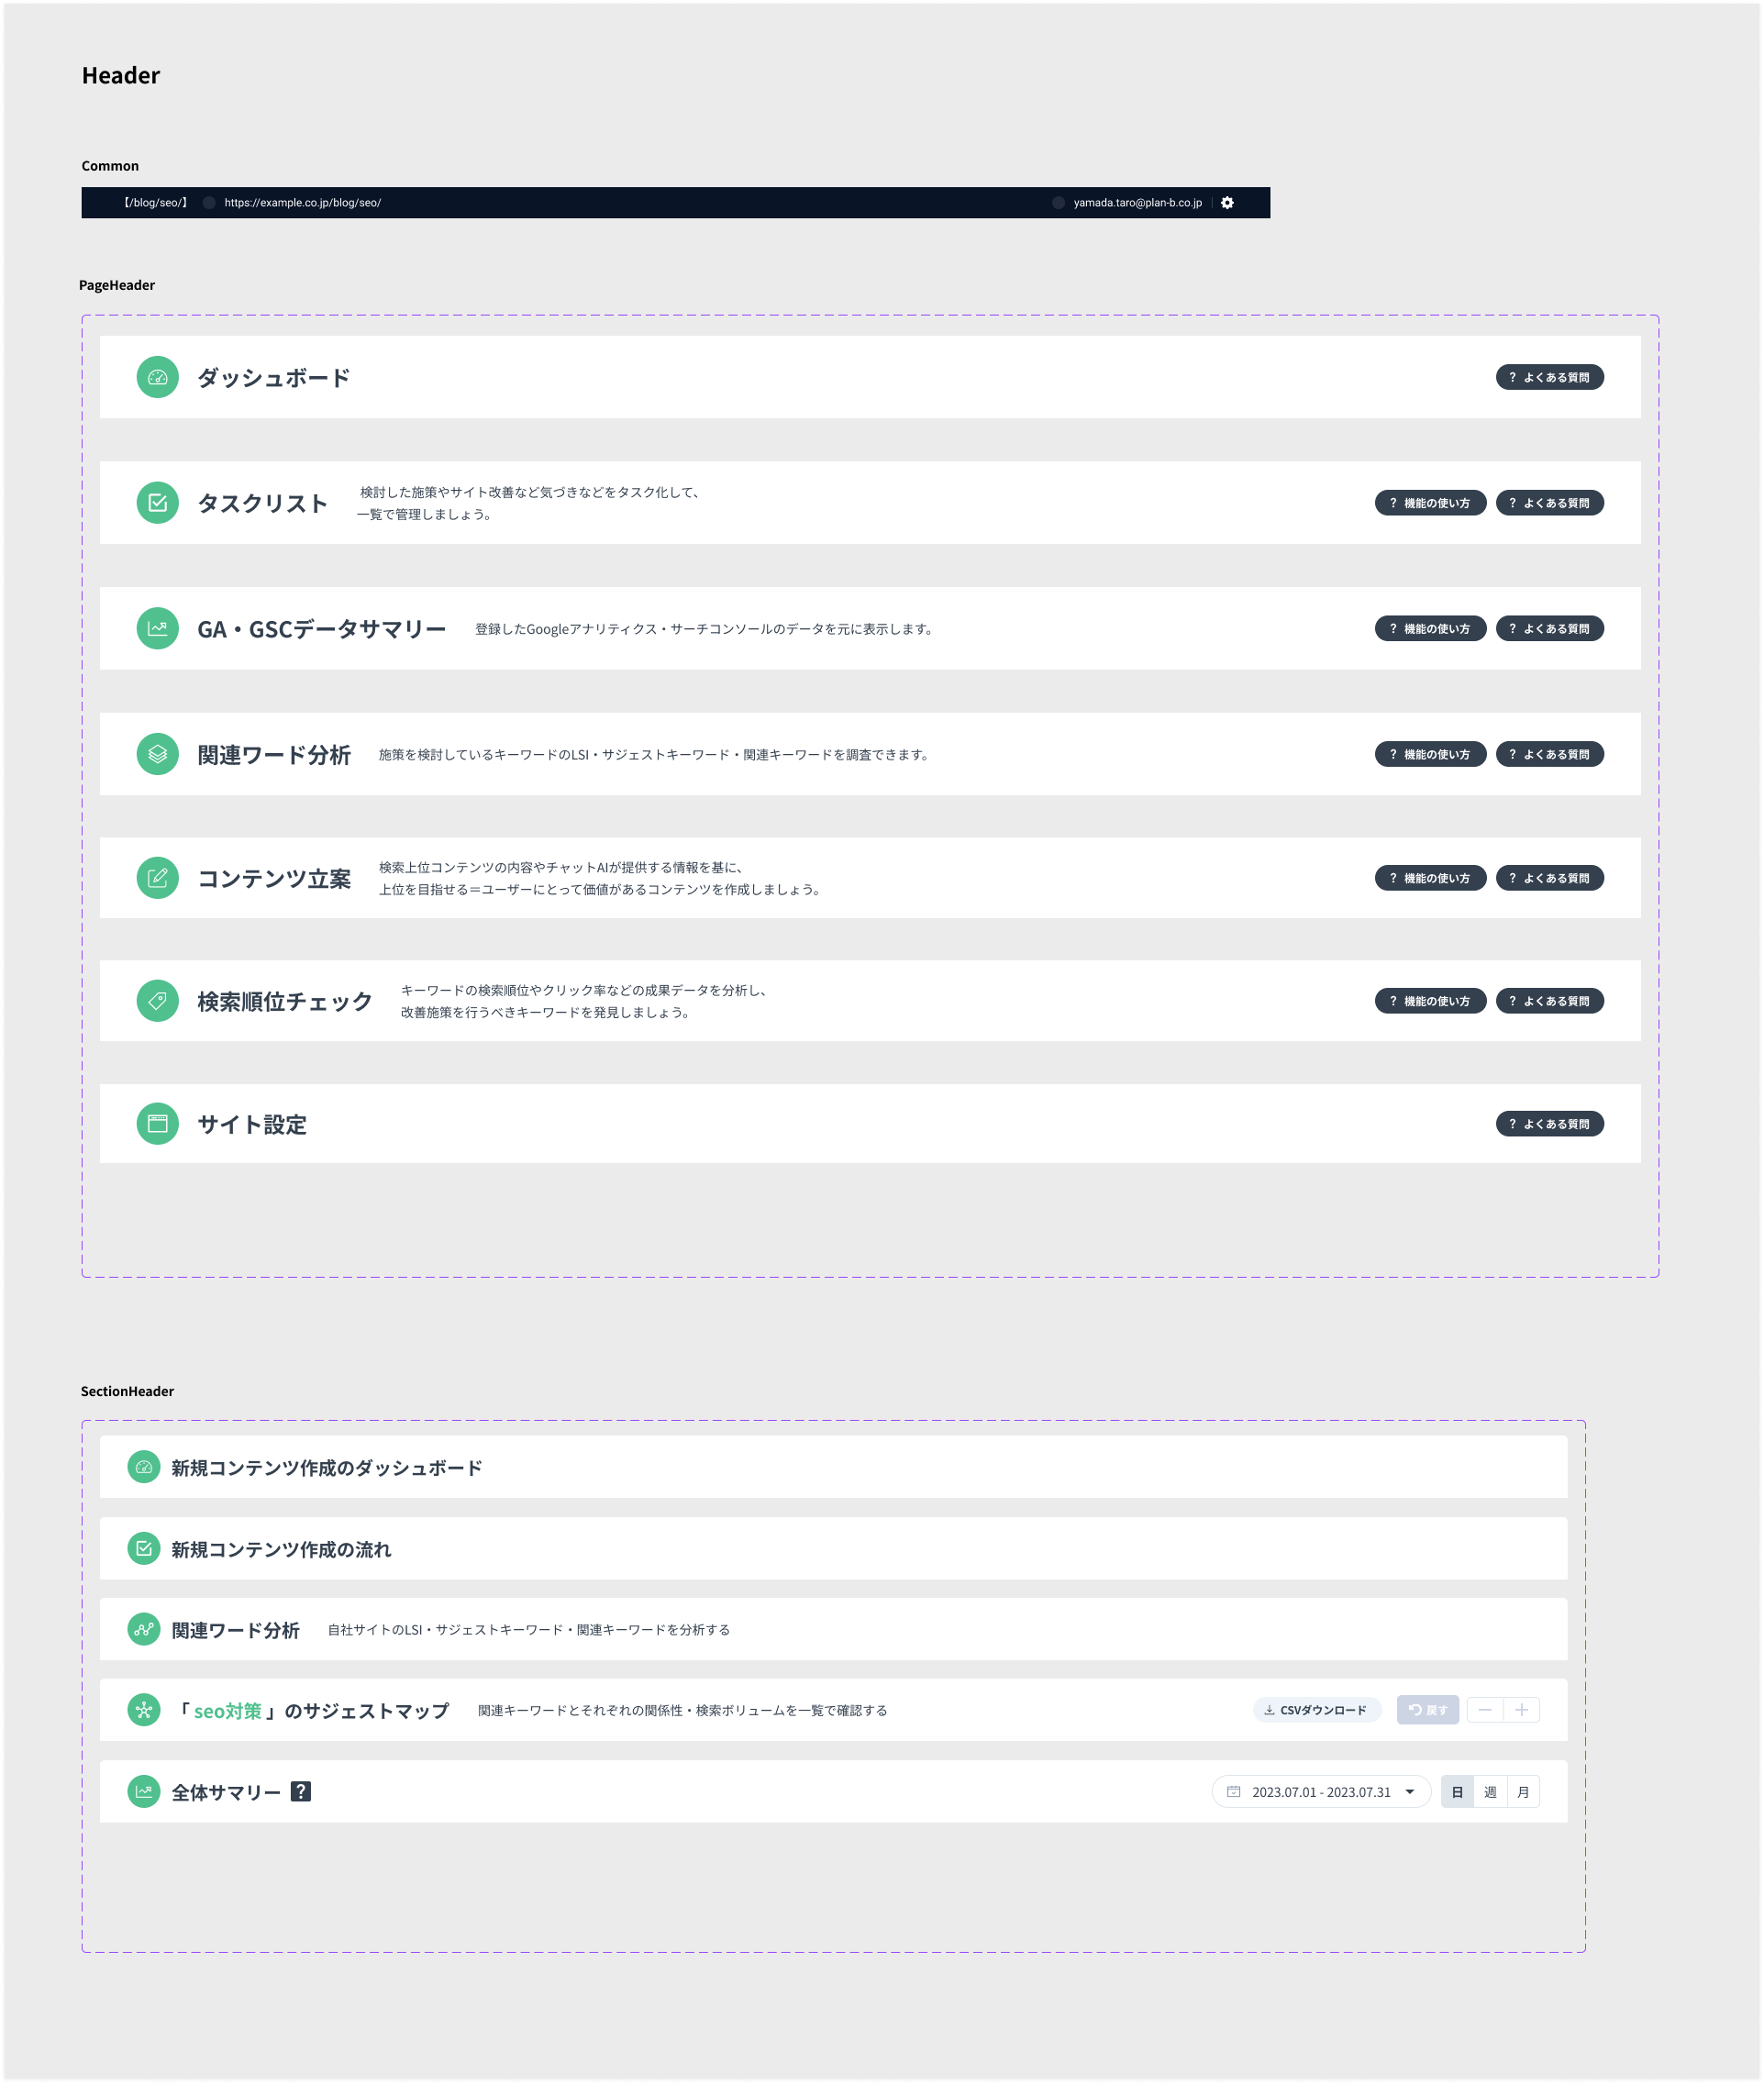 Header
Common
【/blog/seo/】 https://example.co.jp/blog/seo/ yamada.taro@plan-b.co.jp
PageHeader
ダッシュボード ? よくある質問
タスクリスト 検討した施策やサイト改善など気づきなどをタスク化して、
一覧で管理しましょう。 ? 機能の使い方 ? よくある質問
GA・GSCデータサマリー 登録したGoogleアナリティクス・サーチコンソールのデータを元に表示します。 ? 機能の使い方 ? よくある質問
関連ワード分析 施策を検討しているキーワードのLSI・サジェストキーワード・関連キーワードを調査できます。 ? 機能の使い方 ? よくある質問
コンテンツ立案 検索上位コンテンツの内容やチャットAIが提供する情報を基に、
上位を目指せる＝ユーザーにとって価値があるコンテンツを作成しましょう。 ? 機能の使い方 ? よくある質問
検索順位チェック キーワードの検索順位やクリック率などの成果データを分析し、
改善施策を行うべきキーワードを発見しましょう。 ? 機能の使い方 ? よくある質問
サイト設定 ? よくある質問
SectionHeader
新規コンテンツ作成のダッシュボード
新規コンテンツ作成の流れ
関連ワード分析 自社サイトのLSI・サジェストキーワード・関連キーワードを分析する
「 seo対策 」のサジェストマップ 関連キーワードとそれぞれの関係性・検索ボリュームを一覧で確認する CSVダウンロード 戻す
全体サマリー ? 2023.07.01 - 2023.07.31 日 週 月